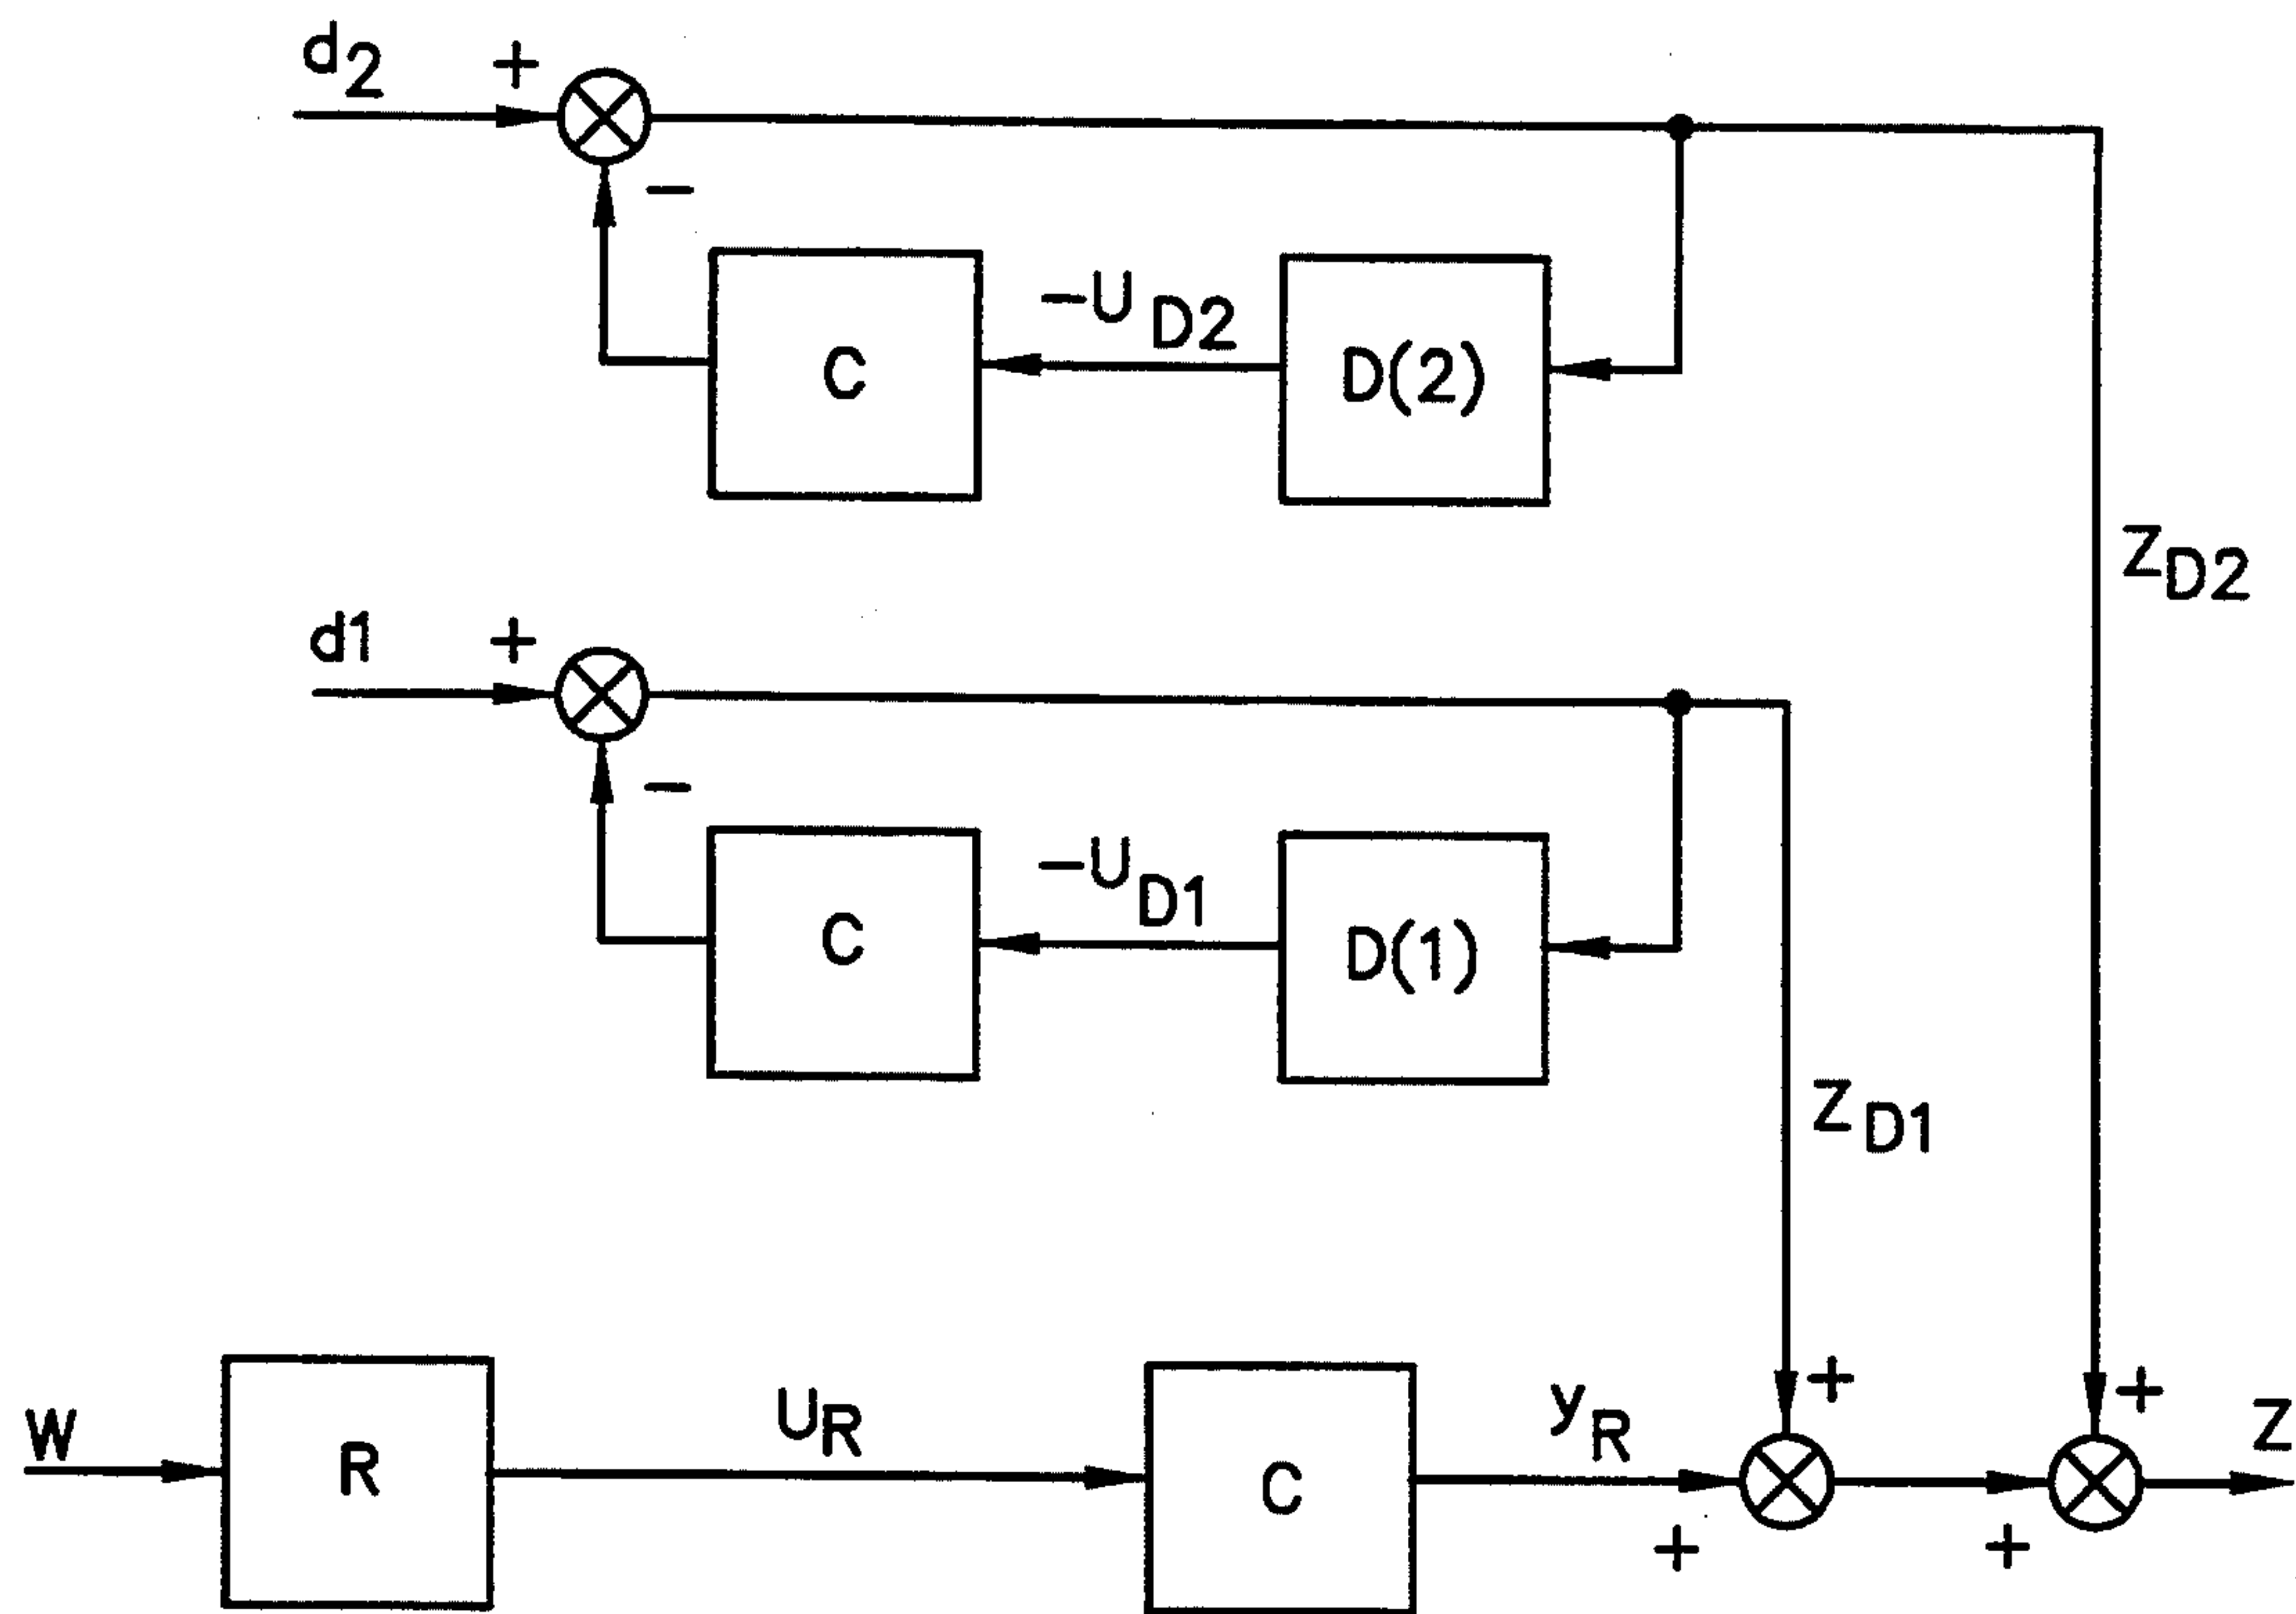 d2 +
−
C
−UD2
D(2)
ZD2
d1 +
−
C
−UD1
D(1)
ZD1
W
R
UR
C
yR
+
+
+
+
Z